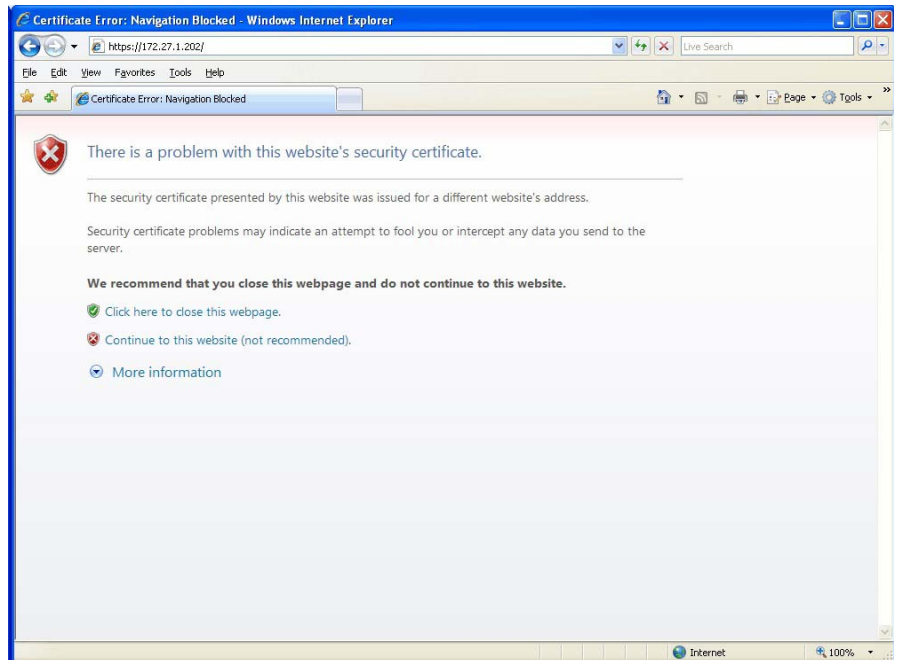 Certificate Error: Navigation Blocked - Windows Internet Explorer
https://172.27.1.202/
Live Search
File Edit View Favorites Tools Help
Certificate Error: Navigation Blocked
Page Tools »
There is a problem with this website's security certificate.
The security certificate presented by this website was issued for a different website's address.
Security certificate problems may indicate an attempt to fool you or intercept any data you send to the
server.
We recommend that you close this webpage and do not continue to this website.
Click here to close this webpage.
Continue to this website (not recommended).
More information
Internet 100%